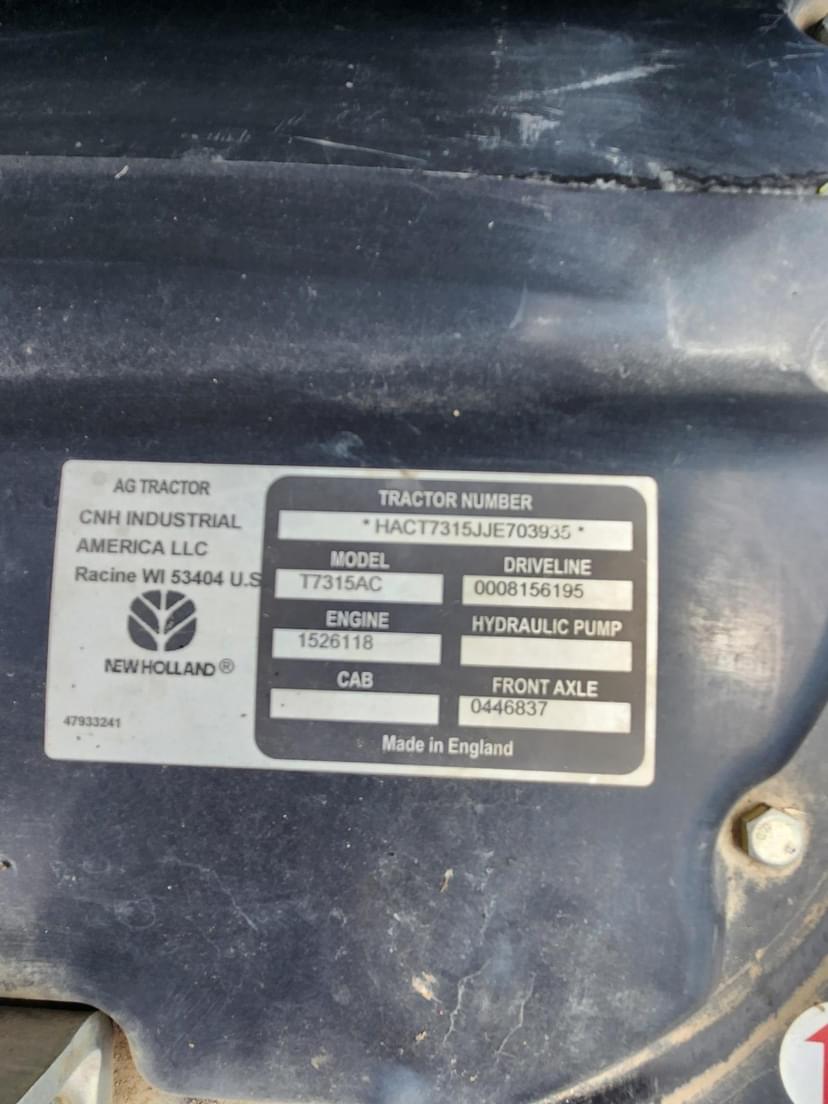 AG TRACTOR
CNH INDUSTRIAL
AMERICA LLC
Racine WI 53404 U.S
NEW HOLLAND®
47933241
TRACTOR NUMBER
* HACT7315JJE703935 *
MODEL
T7315AC
DRIVELINE
0008156195
ENGINE
1526118
HYDRAULIC PUMP
CAB
FRONT AXLE
0446837
Made in England